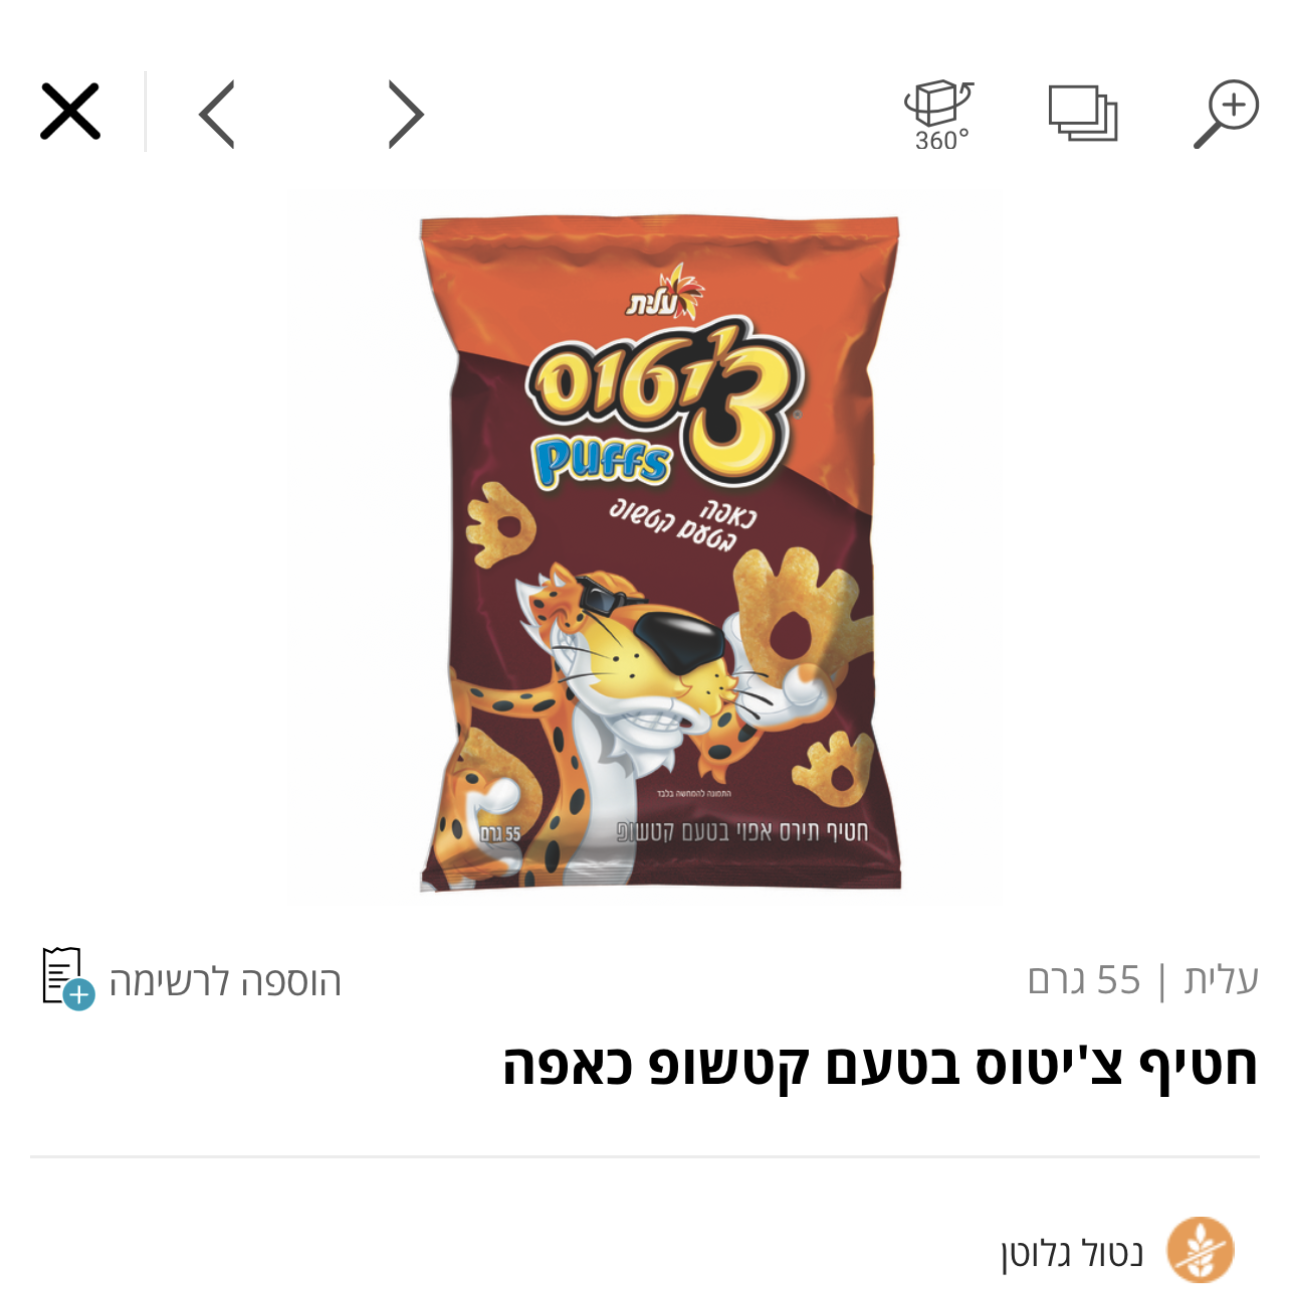 360°
עלית
צ'יטוס
Puffs
כאפה
בטעם קטשופ
התמונה להמחשה בלבד
חטיף תירס אפוי בטעם קטשופ
55 גרם
עלית | 55 גרם
הוספה לרשימה
חטיף צ'יטוס בטעם קטשופ כאפה
נטול גלוטן